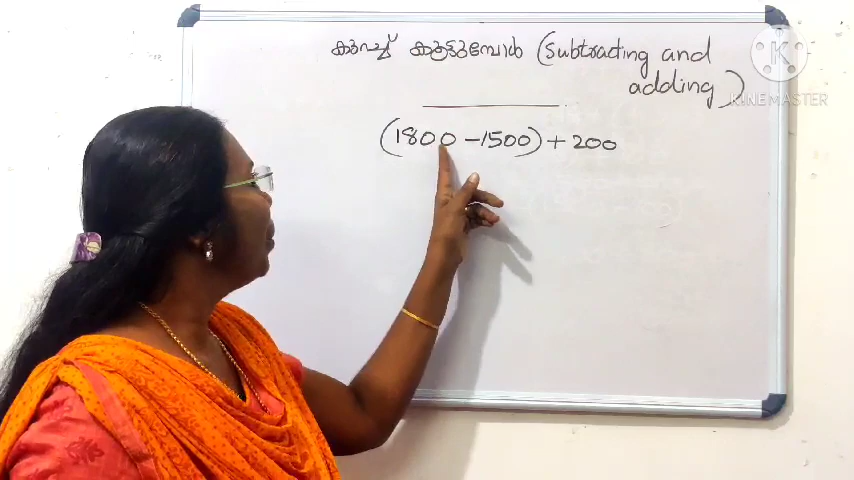 കുറച്ച് കൂട്ടുമ്പോൾ (Subtracting and
adding)
(1800 - 1500) + 200
K
KINEMASTER